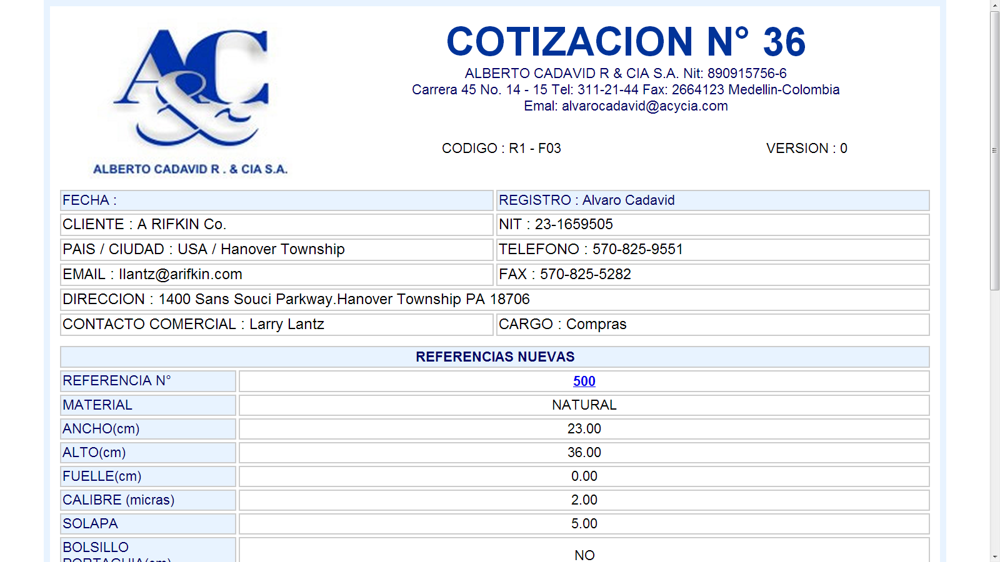 A&C
ALBERTO CADAVID R . & CIA S.A.
COTIZACION N° 36
ALBERTO CADAVID R & CIA S.A. Nit: 890915756-6
Carrera 45 No. 14 - 15 Tel: 311-21-44 Fax: 2664123 Medellin-Colombia
Emal: alvarocadavid@acycia.com
CODIGO : R1 - F03 VERSION : 0
FECHA : REGISTRO : Alvaro Cadavid
CLIENTE : A RIFKIN Co. NIT : 23-1659505
PAIS / CIUDAD : USA / Hanover Township TELEFONO : 570-825-9551
EMAIL : llantz@arifkin.com FAX : 570-825-5282
DIRECCION : 1400 Sans Souci Parkway.Hanover Township PA 18706
CONTACTO COMERCIAL : Larry Lantz CARGO : Compras
REFERENCIAS NUEVAS
REFERENCIA N° 500
MATERIAL NATURAL
ANCHO(cm) 23.00
ALTO(cm) 36.00
FUELLE(cm) 0.00
CALIBRE (micras) 2.00
SOLAPA 5.00
BOLSILLO NO
PORTAGUIA(cm)